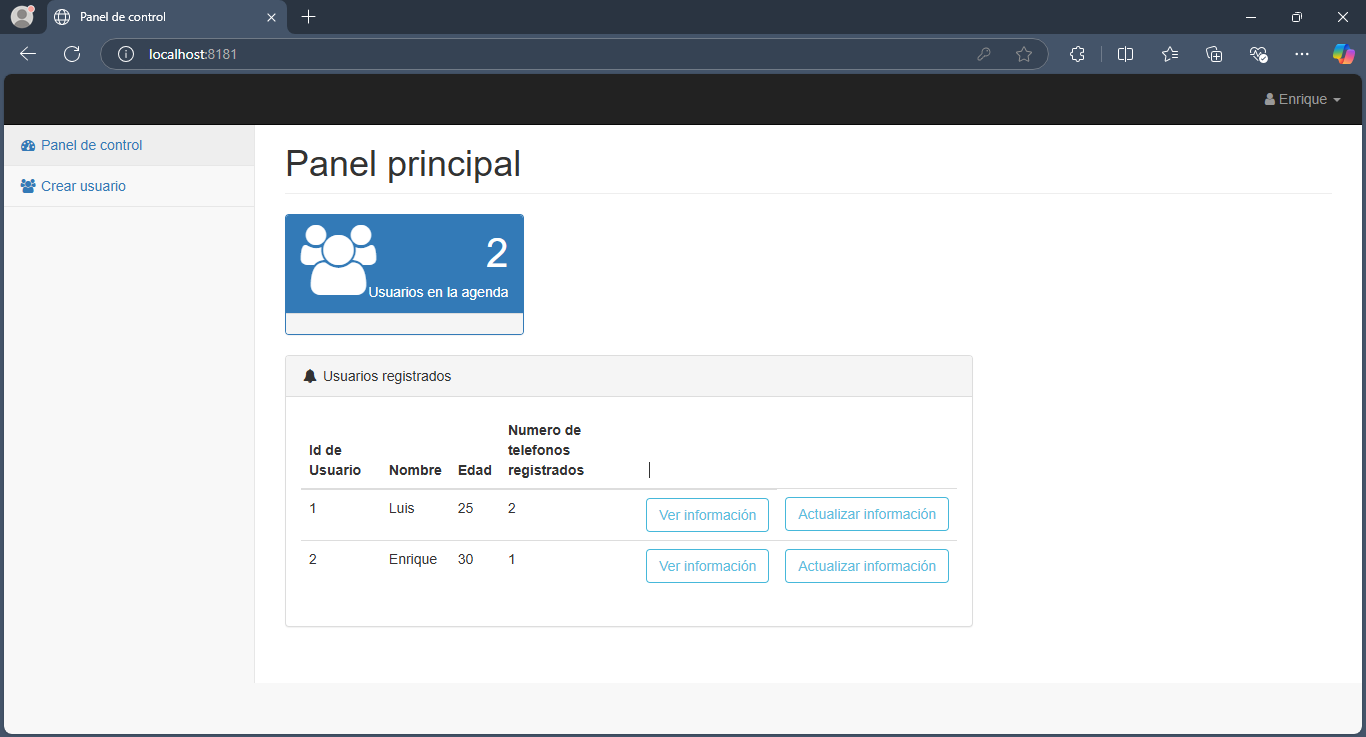 Panel de control
localhost:8181
Enrique
Panel de control
Crear usuario
Panel principal
2
Usuarios en la agenda
Usuarios registrados
Id de Usuario Nombre Edad Numero de telefonos registrados
1 Luis 25 2 Ver información Actualizar información
2 Enrique 30 1 Ver información Actualizar información